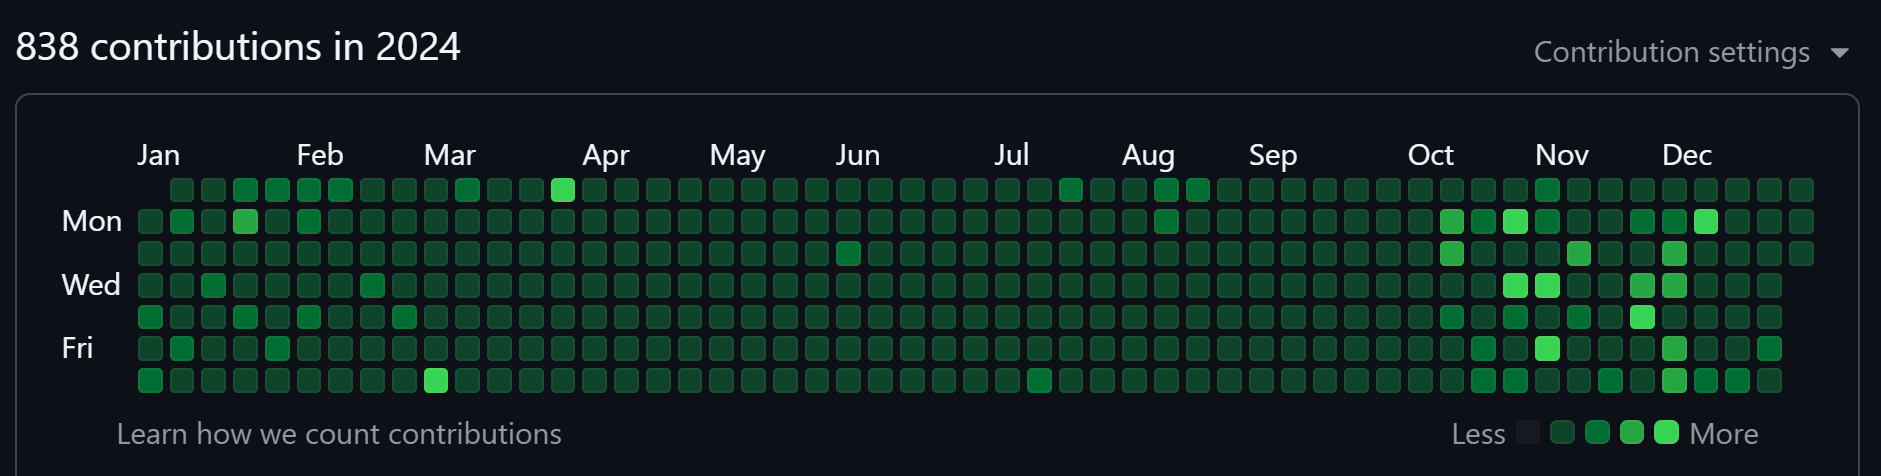 838 contributions in 2024
Contribution settings
Jan Feb Mar Apr May Jun Jul Aug Sep Oct Nov Dec
Mon
Wed
Fri
Learn how we count contributions
Less More